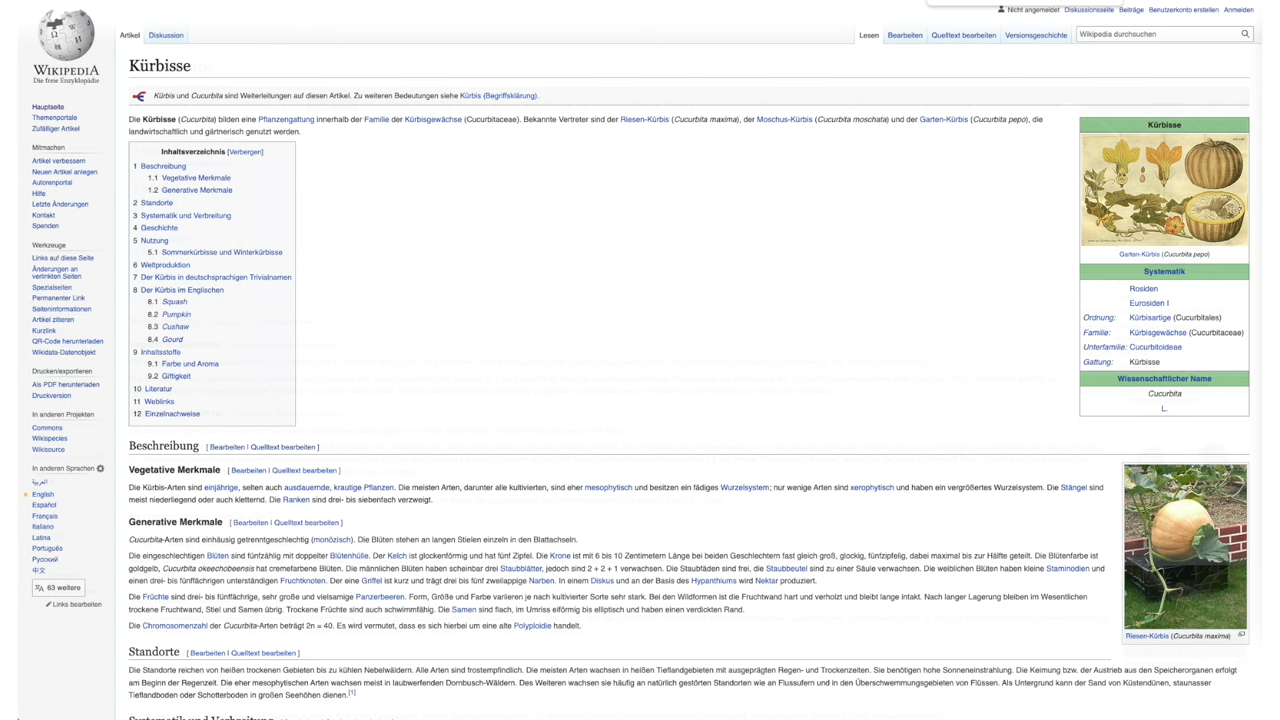 Nicht angemeldet Diskussionsseite Beiträge Benutzerkonto erstellen Anmelden
Artikel Diskussion Lesen Bearbeiten Quelltext bearbeiten Versionsgeschichte Wikipedia durchsuchen
WIKIPEDIA
Die freie Enzyklopädie
Hauptseite
Themenportale
Zufälliger Artikel
Mitmachen
Artikel verbessern
Neuen Artikel anlegen
Autorenportal
Hilfe
Letzte Änderungen
Kontakt
Spenden
Werkzeuge
Links auf diese Seite
Änderungen an
verlinkten Seiten
Spezialseiten
Permanenter Link
Seiteninformationen
Artikel zitieren
Kurzlink
QR-Code herunterladen
Wikidata-Datenobjekt
Drucken/exportieren
Als PDF herunterladen
Druckversion
In anderen Projekten
Commons
Wikispecies
Wikisource
In anderen Sprachen
العربية
English
Español
Français
Italiano
Latina
Português
Русский
中文
63 weitere
Links bearbeiten
Kürbisse
Kürbis und Cucurbita sind Weiterleitungen auf diesen Artikel. Zu weiteren Bedeutungen siehe Kürbis (Begriffsklärung).
Die Kürbisse (Cucurbita) bilden eine Pflanzengattung innerhalb der Familie der Kürbisgewächse (Cucurbitaceae). Bekannte Vertreter sind der Riesen-Kürbis (Cucurbita maxima), der Moschus-Kürbis (Cucurbita moschata) und der Garten-Kürbis (Cucurbita pepo), die
landwirtschaftlich und gärtnerisch genutzt werden.
Inhaltsverzeichnis [Verbergen]
1 Beschreibung
1.1 Vegetative Merkmale
1.2 Generative Merkmale
2 Standorte
3 Systematik und Verbreitung
4 Geschichte
5 Nutzung
5.1 Sommerkürbisse und Winterkürbisse
6 Weltproduktion
7 Der Kürbis in deutschsprachigen Trivialnamen
8 Der Kürbis im Englischen
8.1 Squash
8.2 Pumpkin
8.3 Cushaw
8.4 Gourd
9 Inhaltsstoffe
9.1 Farbe und Aroma
9.2 Giftigkeit
10 Literatur
11 Weblinks
12 Einzelnachweise
Kürbisse
Garten-Kürbis (Cucurbita pepo)
Systematik
Rosiden
Eurosiden I
Ordnung: Kürbisartige (Cucurbitales)
Familie: Kürbisgewächse (Cucurbitaceae)
Unterfamilie: Cucurbitoideae
Gattung: Kürbisse
Wissenschaftlicher Name
Cucurbita
L.
Beschreibung [ Bearbeiten | Quelltext bearbeiten ]
Vegetative Merkmale [ Bearbeiten | Quelltext bearbeiten ]
Die Kürbis-Arten sind einjährige, selten auch ausdauernde, krautige Pflanzen. Die meisten Arten, darunter alle kultivierten, sind eher mesophytisch und besitzen ein fädiges Wurzelsystem; nur wenige Arten sind xerophytisch und haben ein vergrößertes Wurzelsystem. Die Stängel sind
meist niederliegend oder auch kletternd. Die Ranken sind drei- bis siebenfach verzweigt.
Generative Merkmale [ Bearbeiten | Quelltext bearbeiten ]
Cucurbita-Arten sind einhäusig getrenntgeschlechtig (monözisch). Die Blüten stehen an langen Stielen einzeln in den Blattachseln.
Die eingeschlechtigen Blüten sind fünfzählig mit doppelter Blütenhülle. Der Kelch ist glockenförmig und hat fünf Zipfel. Die Krone ist mit 6 bis 10 Zentimetern Länge bei beiden Geschlechtern fast gleich groß, glockig, fünfzipfelig, dabei maximal bis zur Hälfte geteilt. Die Blütenfarbe ist
goldgelb, Cucurbita okeechobeensis hat cremefarbene Blüten. Die männlichen Blüten haben scheinbar drei Staubblätter, jedoch sind 2 + 2 + 1 verwachsen. Die Staubfäden sind frei, die Staubbeutel sind zu einer Säule verwachsen. Die weiblichen Blüten haben kleine Staminodien und
einen drei- bis fünffächrigen unterständigen Fruchtknoten. Der eine Griffel ist kurz und trägt drei bis fünf zweilappige Narben. In einem Diskus und an der Basis des Hypanthiums wird Nektar produziert.
Die Früchte sind drei- bis fünffächrige, sehr große und vielsamige Panzerbeeren. Form, Größe und Farbe variieren je nach kultivierter Sorte sehr stark. Bei den Wildformen ist die Fruchtwand hart und verholzt und bleibt lange intakt. Nach langer Lagerung bleiben im Wesentlichen
trockene Fruchtwand, Stiel und Samen übrig. Trockene Früchte sind auch schwimmfähig. Die Samen sind flach, im Umriss eiförmig bis elliptisch und haben einen verdickten Rand.
Die Chromosomenzahl der Cucurbita-Arten beträgt 2n = 40. Es wird vermutet, dass es sich hierbei um eine alte Polyploidie handelt.
Riesen-Kürbis (Cucurbita maxima)
Standorte [ Bearbeiten | Quelltext bearbeiten ]
Die Standorte reichen von heißen trockenen Gebieten bis zu kühlen Nebelwäldern. Alle Arten sind frostempfindlich. Die meisten Arten wachsen in heißen Tieflandgebieten mit ausgeprägten Regen- und Trockenzeiten. Sie benötigen hohe Sonneneinstrahlung. Die Keimung bzw. der Austrieb aus den Speicherorganen erfolgt
am Beginn der Regenzeit. Die eher mesophytischen Arten wachsen meist in laubwerfenden Dornbusch-Wäldern. Des Weiteren wachsen sie häufig an natürlich gestörten Standorten wie an Flussufern und in den Überschwemmungsgebieten von Flüssen. Als Untergrund kann der Sand von Küstendünen, staunasser
Tieflandboden oder Schotterboden in großen Seehöhen dienen.[1]
Systematik und Verbreitung